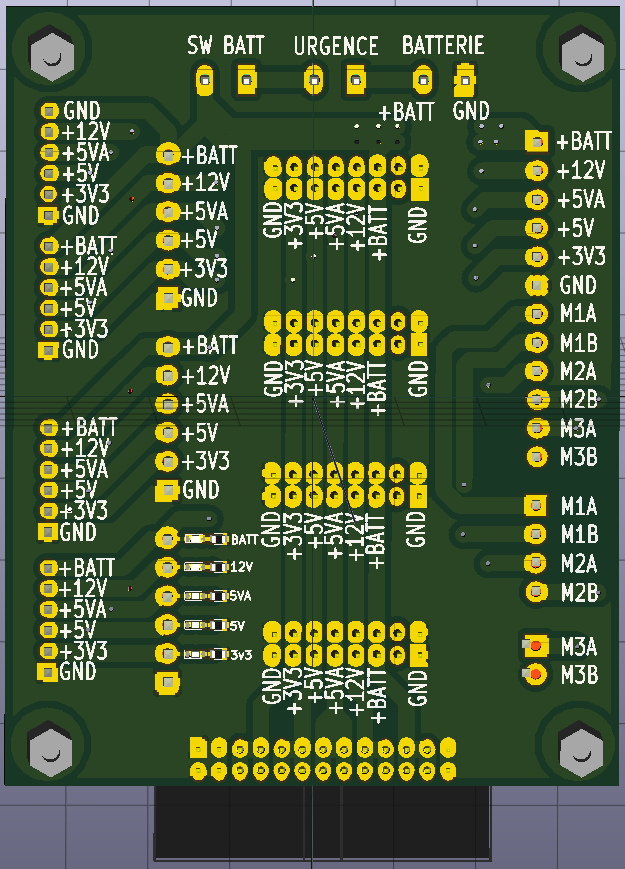 SW BATT URGENCE BATTERIE
+BATT GND
GND
+12V
+5VA
+5V
+3V3
GND
+BATT
+12V
+5VA
+5V
+3V3
GND
+BATT
+12V
+5VA
+5V
+3V3
GND
+BATT
+12V
+5VA
+5V
+3V3
GND
+BATT
+12V
+5VA
+5V
+3V3
GND
+BATT
+12V
+5VA
+5V
+3V3
GND
BATT
12V
5VA
5V
3V3
GND +3V3 +5V +5VA +12V +BATT GND
GND +3V3 +5V +5VA +12V +BATT GND
GND +3V3 +5V +5VA +12V +BATT GND
GND +3V3 +5V +5VA +12V +BATT GND
+BATT
+12V
+5VA
+5V
+3V3
GND
M1A
M1B
M2A
M2B
M3A
M3B
M1A
M1B
M2A
M2B
M3A
M3B